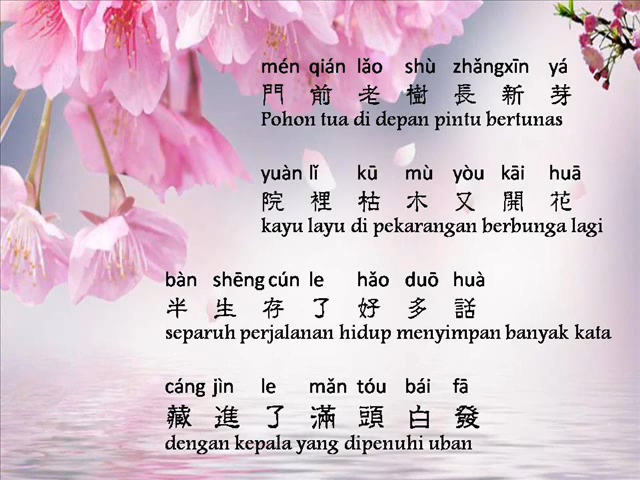 mén qián lǎo shù zhǎngxīn yá
門 前 老 樹 長 新 芽
Pohon tua di depan pintu bertunas
yuàn lǐ kū mù yòu kāi huā
院 裡 枯 木 又 開 花
kayu layu di pekarangan berbunga lagi
bàn shēng cún le hǎo duō huà
半 生 存 了 好 多 話
separuh perjalanan hidup menyimpan banyak kata
cáng jìn le mǎn tóu bái fā
藏 進 了 滿 頭 白 發
dengan kepala yang dipenuhi uban